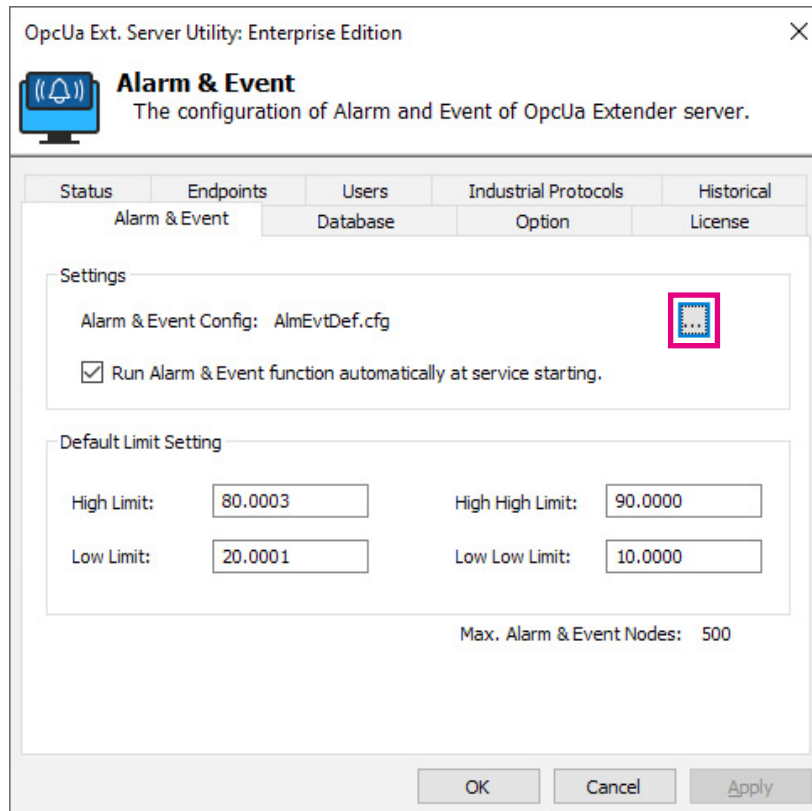 OpcUa Ext. Server Utility: Enterprise Edition
Alarm & Event
The configuration of Alarm and Event of OpcUa Extender server.
Status Endpoints Users Industrial Protocols Historical
Alarm & Event Database Option License
Settings
Alarm & Event Config: AlmEvtDef.cfg ...
Run Alarm & Event function automatically at service starting.
Default Limit Setting
High Limit: 80.0003 High High Limit: 90.0000
Low Limit: 20.0001 Low Low Limit: 10.0000
Max. Alarm & Event Nodes: 500
OK Cancel Apply